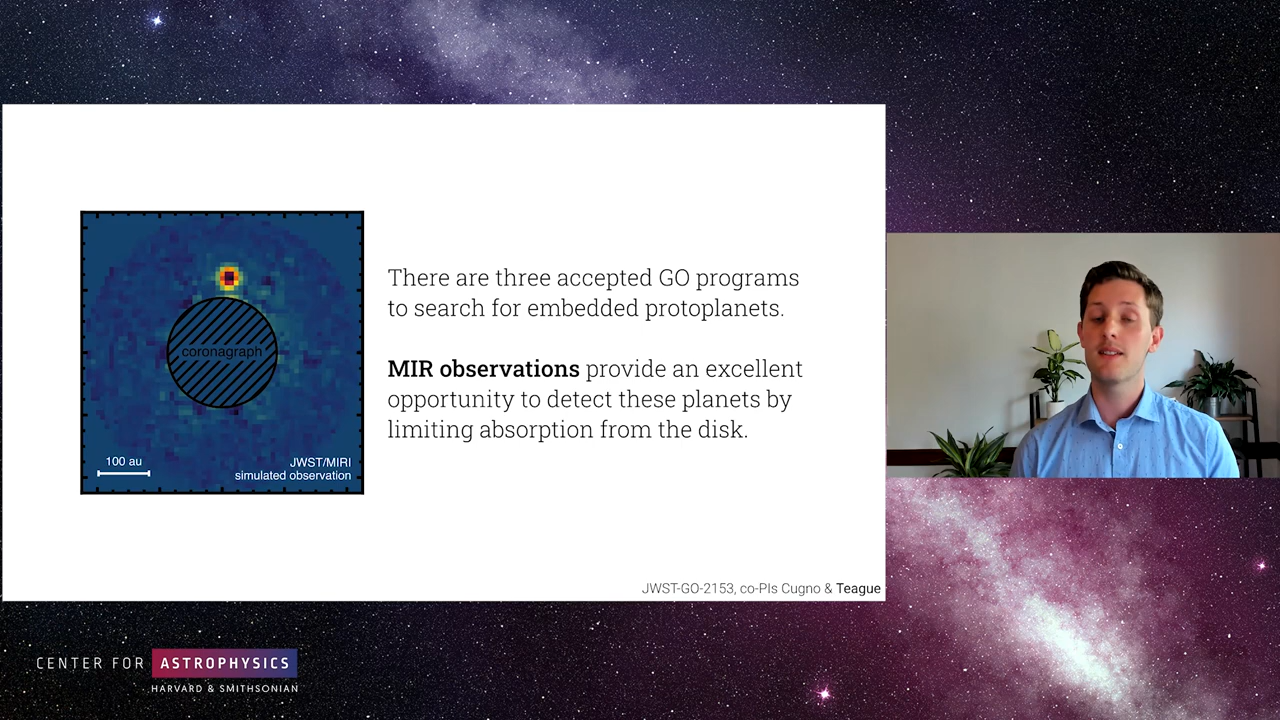 There are three accepted GO programs
to search for embedded protoplanets.
MIR observations provide an excellent
opportunity to detect these planets by
limiting absorption from the disk.
coronagraph
100 au
JWST/MIRI
simulated observation
JWST-GO-2153, co-PIs Cugno & Teague
CENTER FOR ASTROPHYSICS
HARVARD & SMITHSONIAN